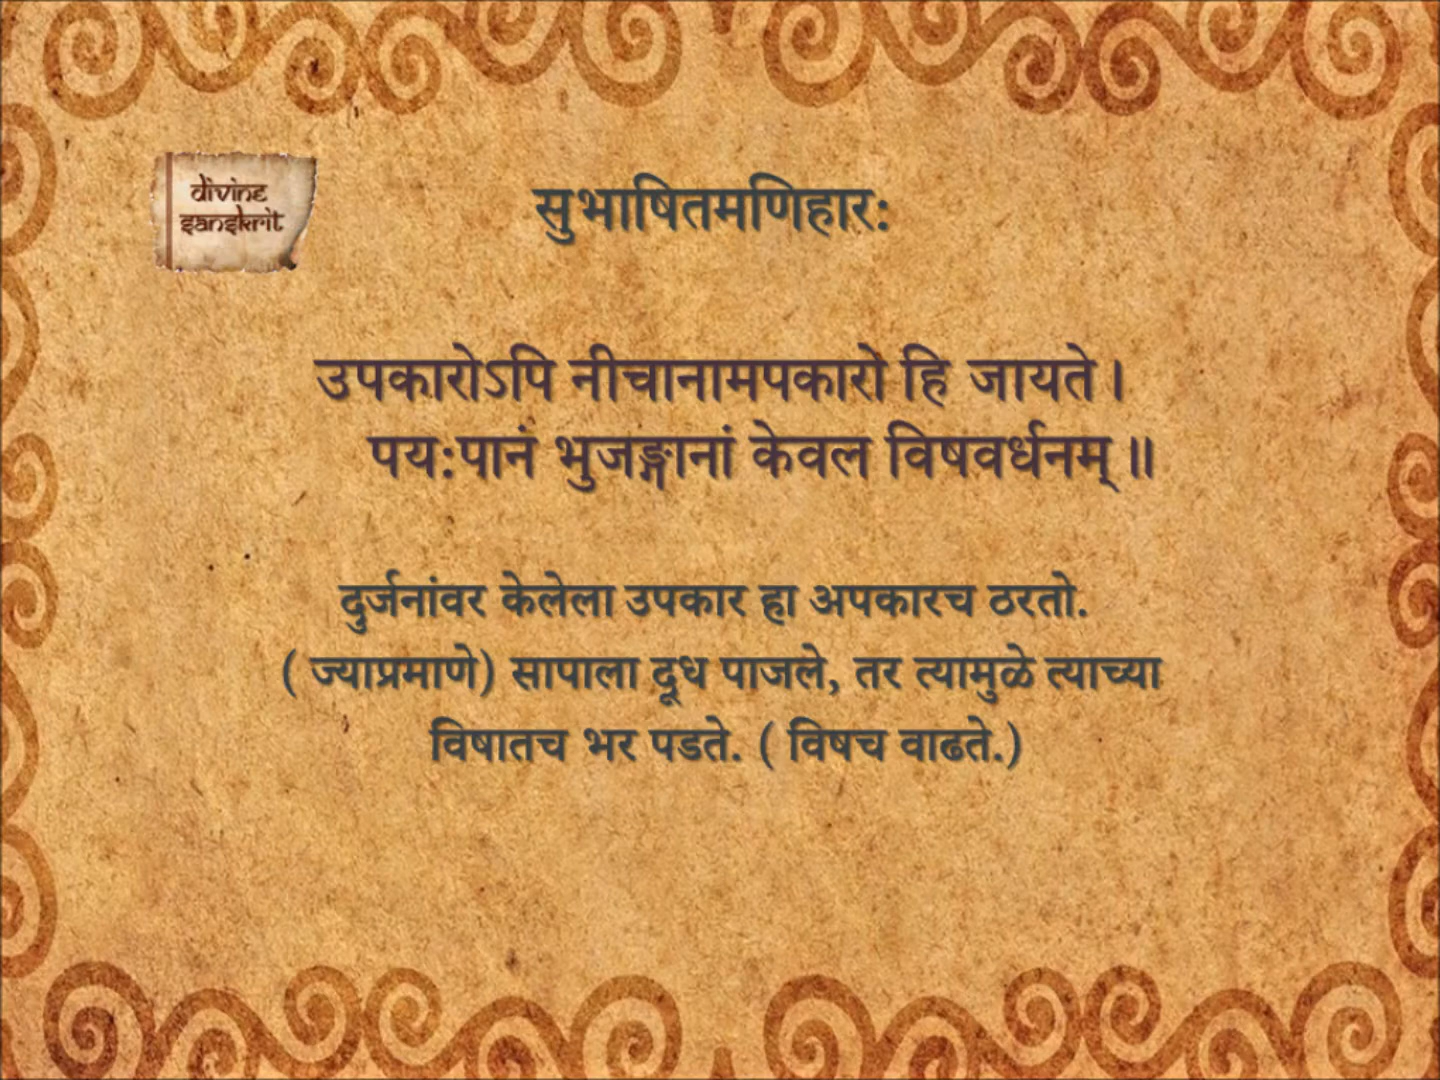 divine
sanskrit
सुभाषितमणिहार:
उपकारोऽपि नीचानामपकारो हि जायते ।
पय:पानं भुजङ्गानां केवल विषवर्धनम् ॥
दुर्जनांवर केलेला उपकार हा अपकारच ठरतो.
( ज्याप्रमाणे) सापाला दूध पाजले, तर त्यामुळे त्याच्या
विषातच भर पडते. ( विषच वाढते.)